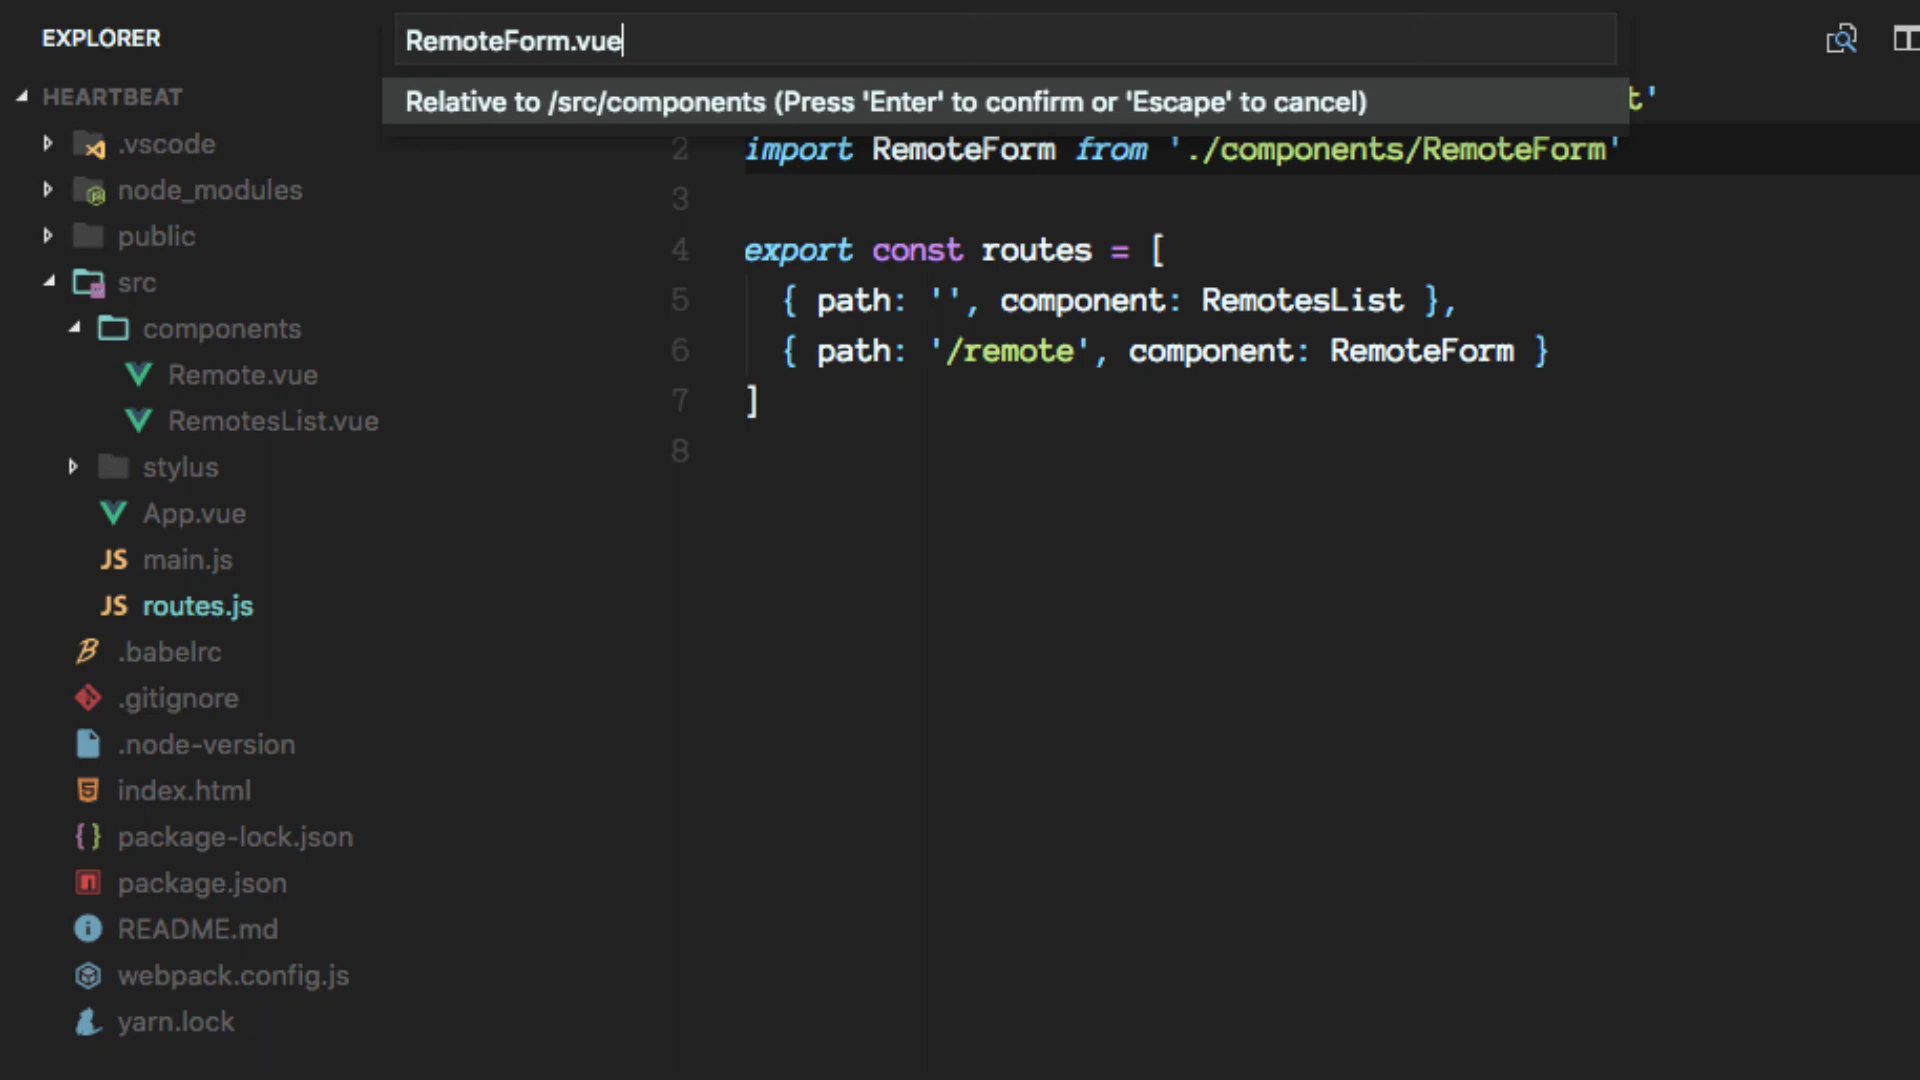 EXPLORER
RemoteForm.vue
Relative to /src/components (Press 'Enter' to confirm or 'Escape' to cancel)
HEARTBEAT
.vscode
node_modules
public
src
components
Remote.vue
RemotesList.vue
stylus
App.vue
JS main.js
JS routes.js
.babelrc
.gitignore
.node-version
index.html
package-lock.json
package.json
README.md
webpack.config.js
yarn.lock
t'
2 import RemoteForm from './components/RemoteForm'
3
4 export const routes = [
5 { path: '', component: RemotesList },
6 { path: '/remote', component: RemoteForm }
7 ]
8